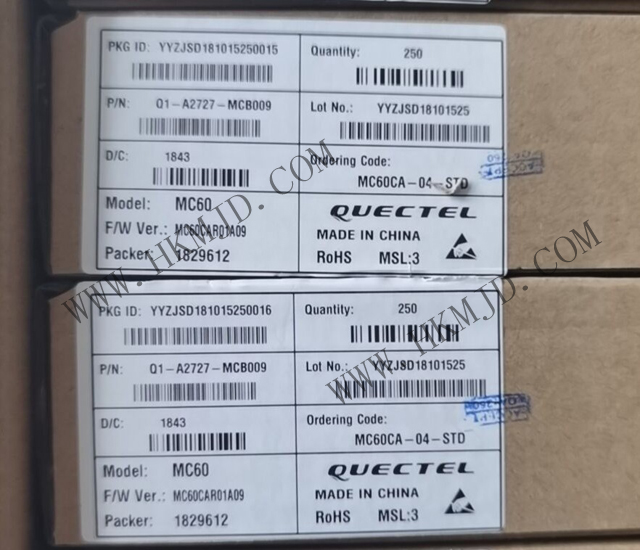 PKG ID: YYZJSD181015250015
Quantity: 250
P/N: Q1-A2727-MCB009
Lot No.: YYZJSD18101525
D/C: 1843
Ordering Code:
MC60CA-04-STD
Model: MC60
QUECTEL
F/W Ver.: MC60CAR01A09
MADE IN CHINA
Packer: 1829612
RoHS MSL:3
WWW.HKMJD.COM
PKG ID: YYZJSD181015250016
Quantity: 250
P/N: Q1-A2727-MCB009
Lot No.: YYZJSD18101525
WWW.HKMJD.COM
D/C: 1843
Ordering Code:
MC60CA-04-STD
Model: MC60
QUECTEL
F/W Ver.: MC60CAR01A09
MADE IN CHINA
Packer: 1829612
RoHS MSL:3